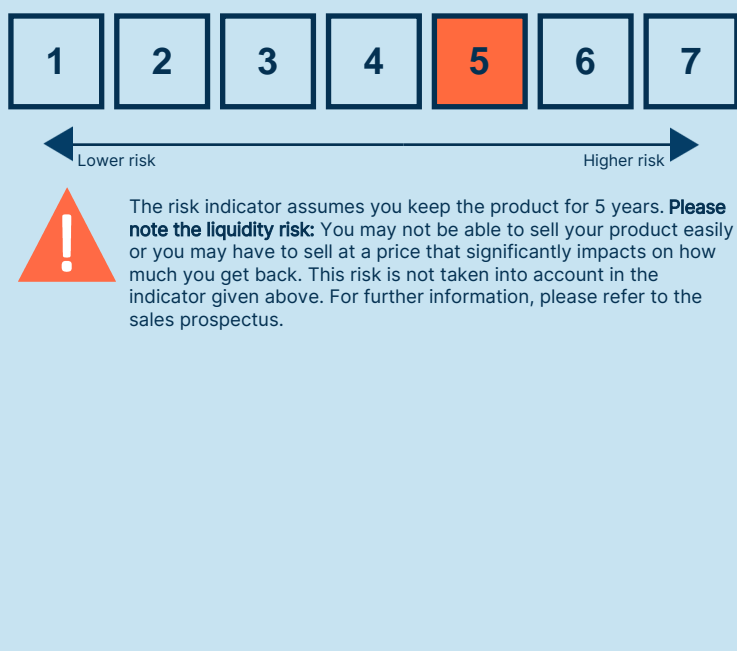 1 2 3 4 5 6 7
Lower risk Higher risk
!
The risk indicator assumes you keep the product for 5 years. Please
note the liquidity risk: You may not be able to sell your product easily
or you may have to sell at a price that significantly impacts on how
much you get back. This risk is not taken into account in the
indicator given above. For further information, please refer to the
sales prospectus.